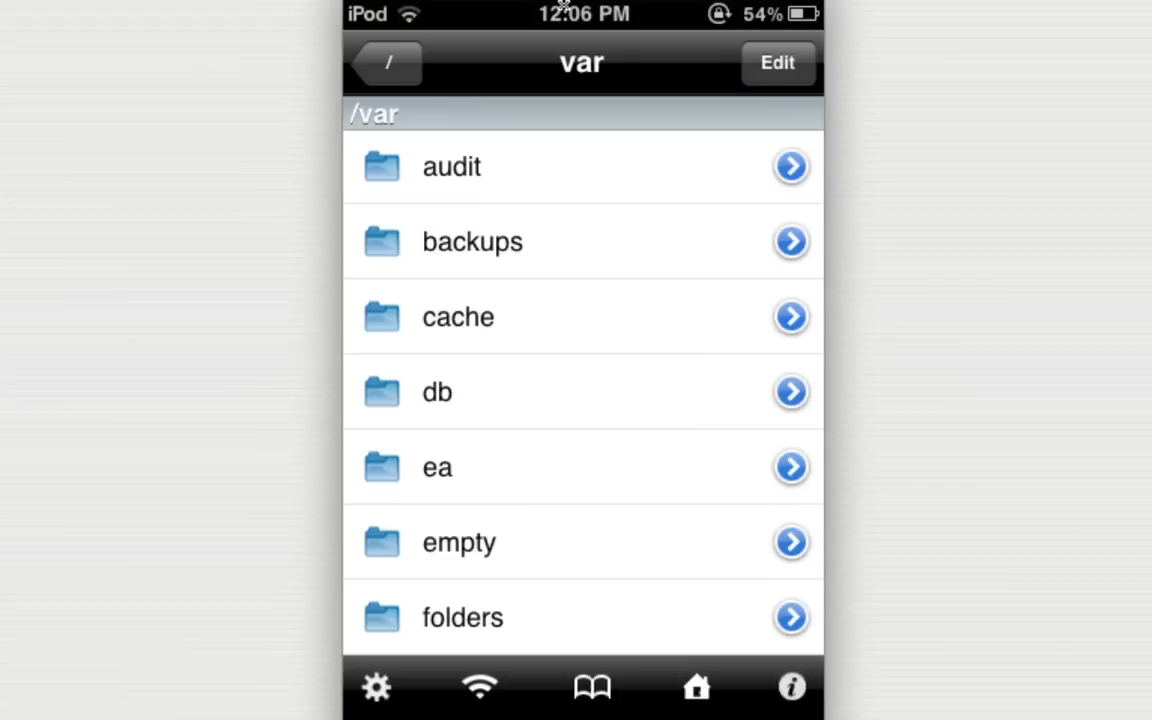 iPod 12:06 PM 54%
/ var Edit
/var
audit
backups
cache
db
ea
empty
folders